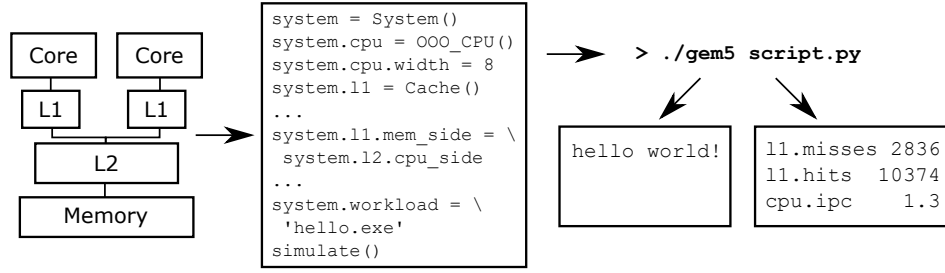 Core Core
L1 L1
L2
Memory
system = System()
system.cpu = OOO_CPU()
system.cpu.width = 8
system.l1 = Cache()
...
system.l1.mem_side = \
system.l2.cpu_side
...
system.workload = \
'hello.exe'
simulate()
> ./gem5 script.py
hello world!
l1.misses 2836
l1.hits 10374
cpu.ipc 1.3